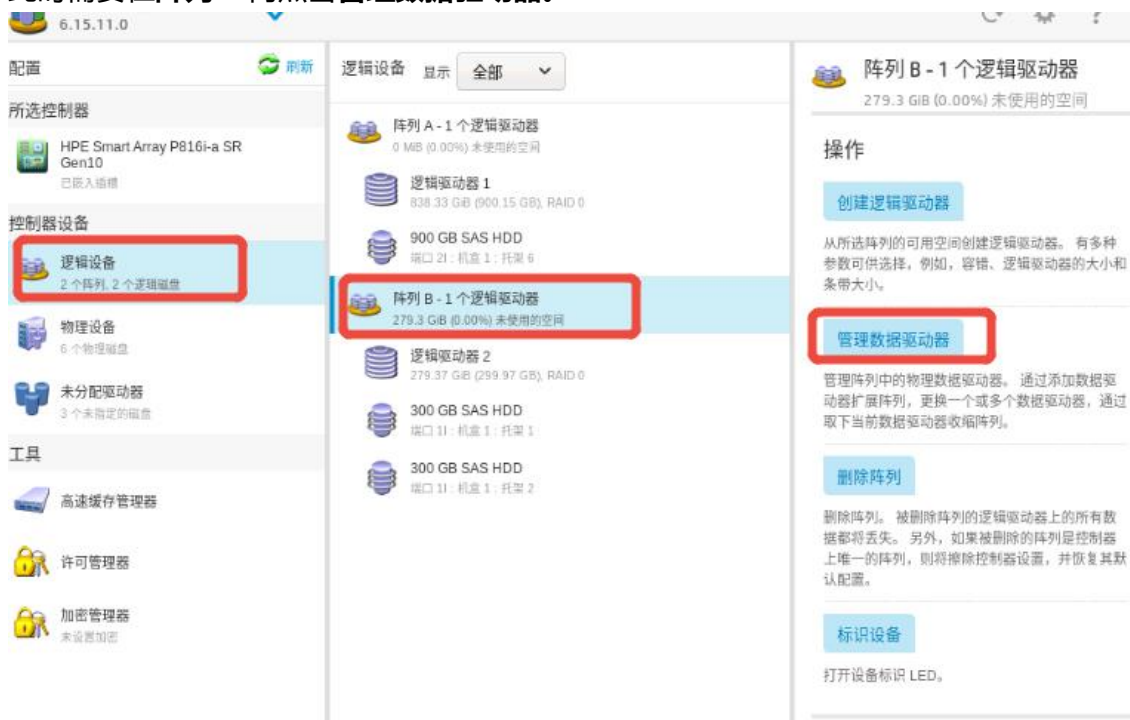 6.15.11.0
配置
刷新
所选控制器
HPE Smart Array P816i-a SR
Gen10
已嵌入插槽
控制器设备
逻辑设备
2 个阵列, 2 个逻辑磁盘
物理设备
6 个物理磁盘
未分配驱动器
3 个未指定的磁盘
工具
高速缓存管理器
许可管理器
加密管理器
未设置加密
逻辑设备 显示 全部
阵列 A - 1 个逻辑驱动器
0 MiB (0.00%) 未使用的空间
逻辑驱动器 1
838.33 GiB (900.15 GB), RAID 0
900 GB SAS HDD
端口 2I : 机盒 1 : 托架 6
阵列 B - 1 个逻辑驱动器
279.3 GiB (0.00%) 未使用的空间
逻辑驱动器 2
279.37 GiB (299.97 GB), RAID 0
300 GB SAS HDD
端口 1I : 机盒 1 : 托架 1
300 GB SAS HDD
端口 1I : 机盒 1 : 托架 2
?
阵列 B - 1 个逻辑驱动器
279.3 GiB (0.00%) 未使用的空间
操作
创建逻辑驱动器
从所选阵列的可用空间创建逻辑驱动器。 有多种
参数可供选择，例如，容错、逻辑驱动器的大小和
条带大小。
管理数据驱动器
管理阵列中的物理数据驱动器。 通过添加数据驱
动器扩展阵列，更换一个或多个数据驱动器，通过
取下当前数据驱动器收缩阵列。
删除阵列
删除阵列。 被删除阵列的逻辑驱动器上的所有数
据都将丢失。 另外，如果被删除的阵列是控制器
上唯一的阵列，则将擦除控制器设置，并恢复其默
认配置。
标识设备
打开设备标识 LED。